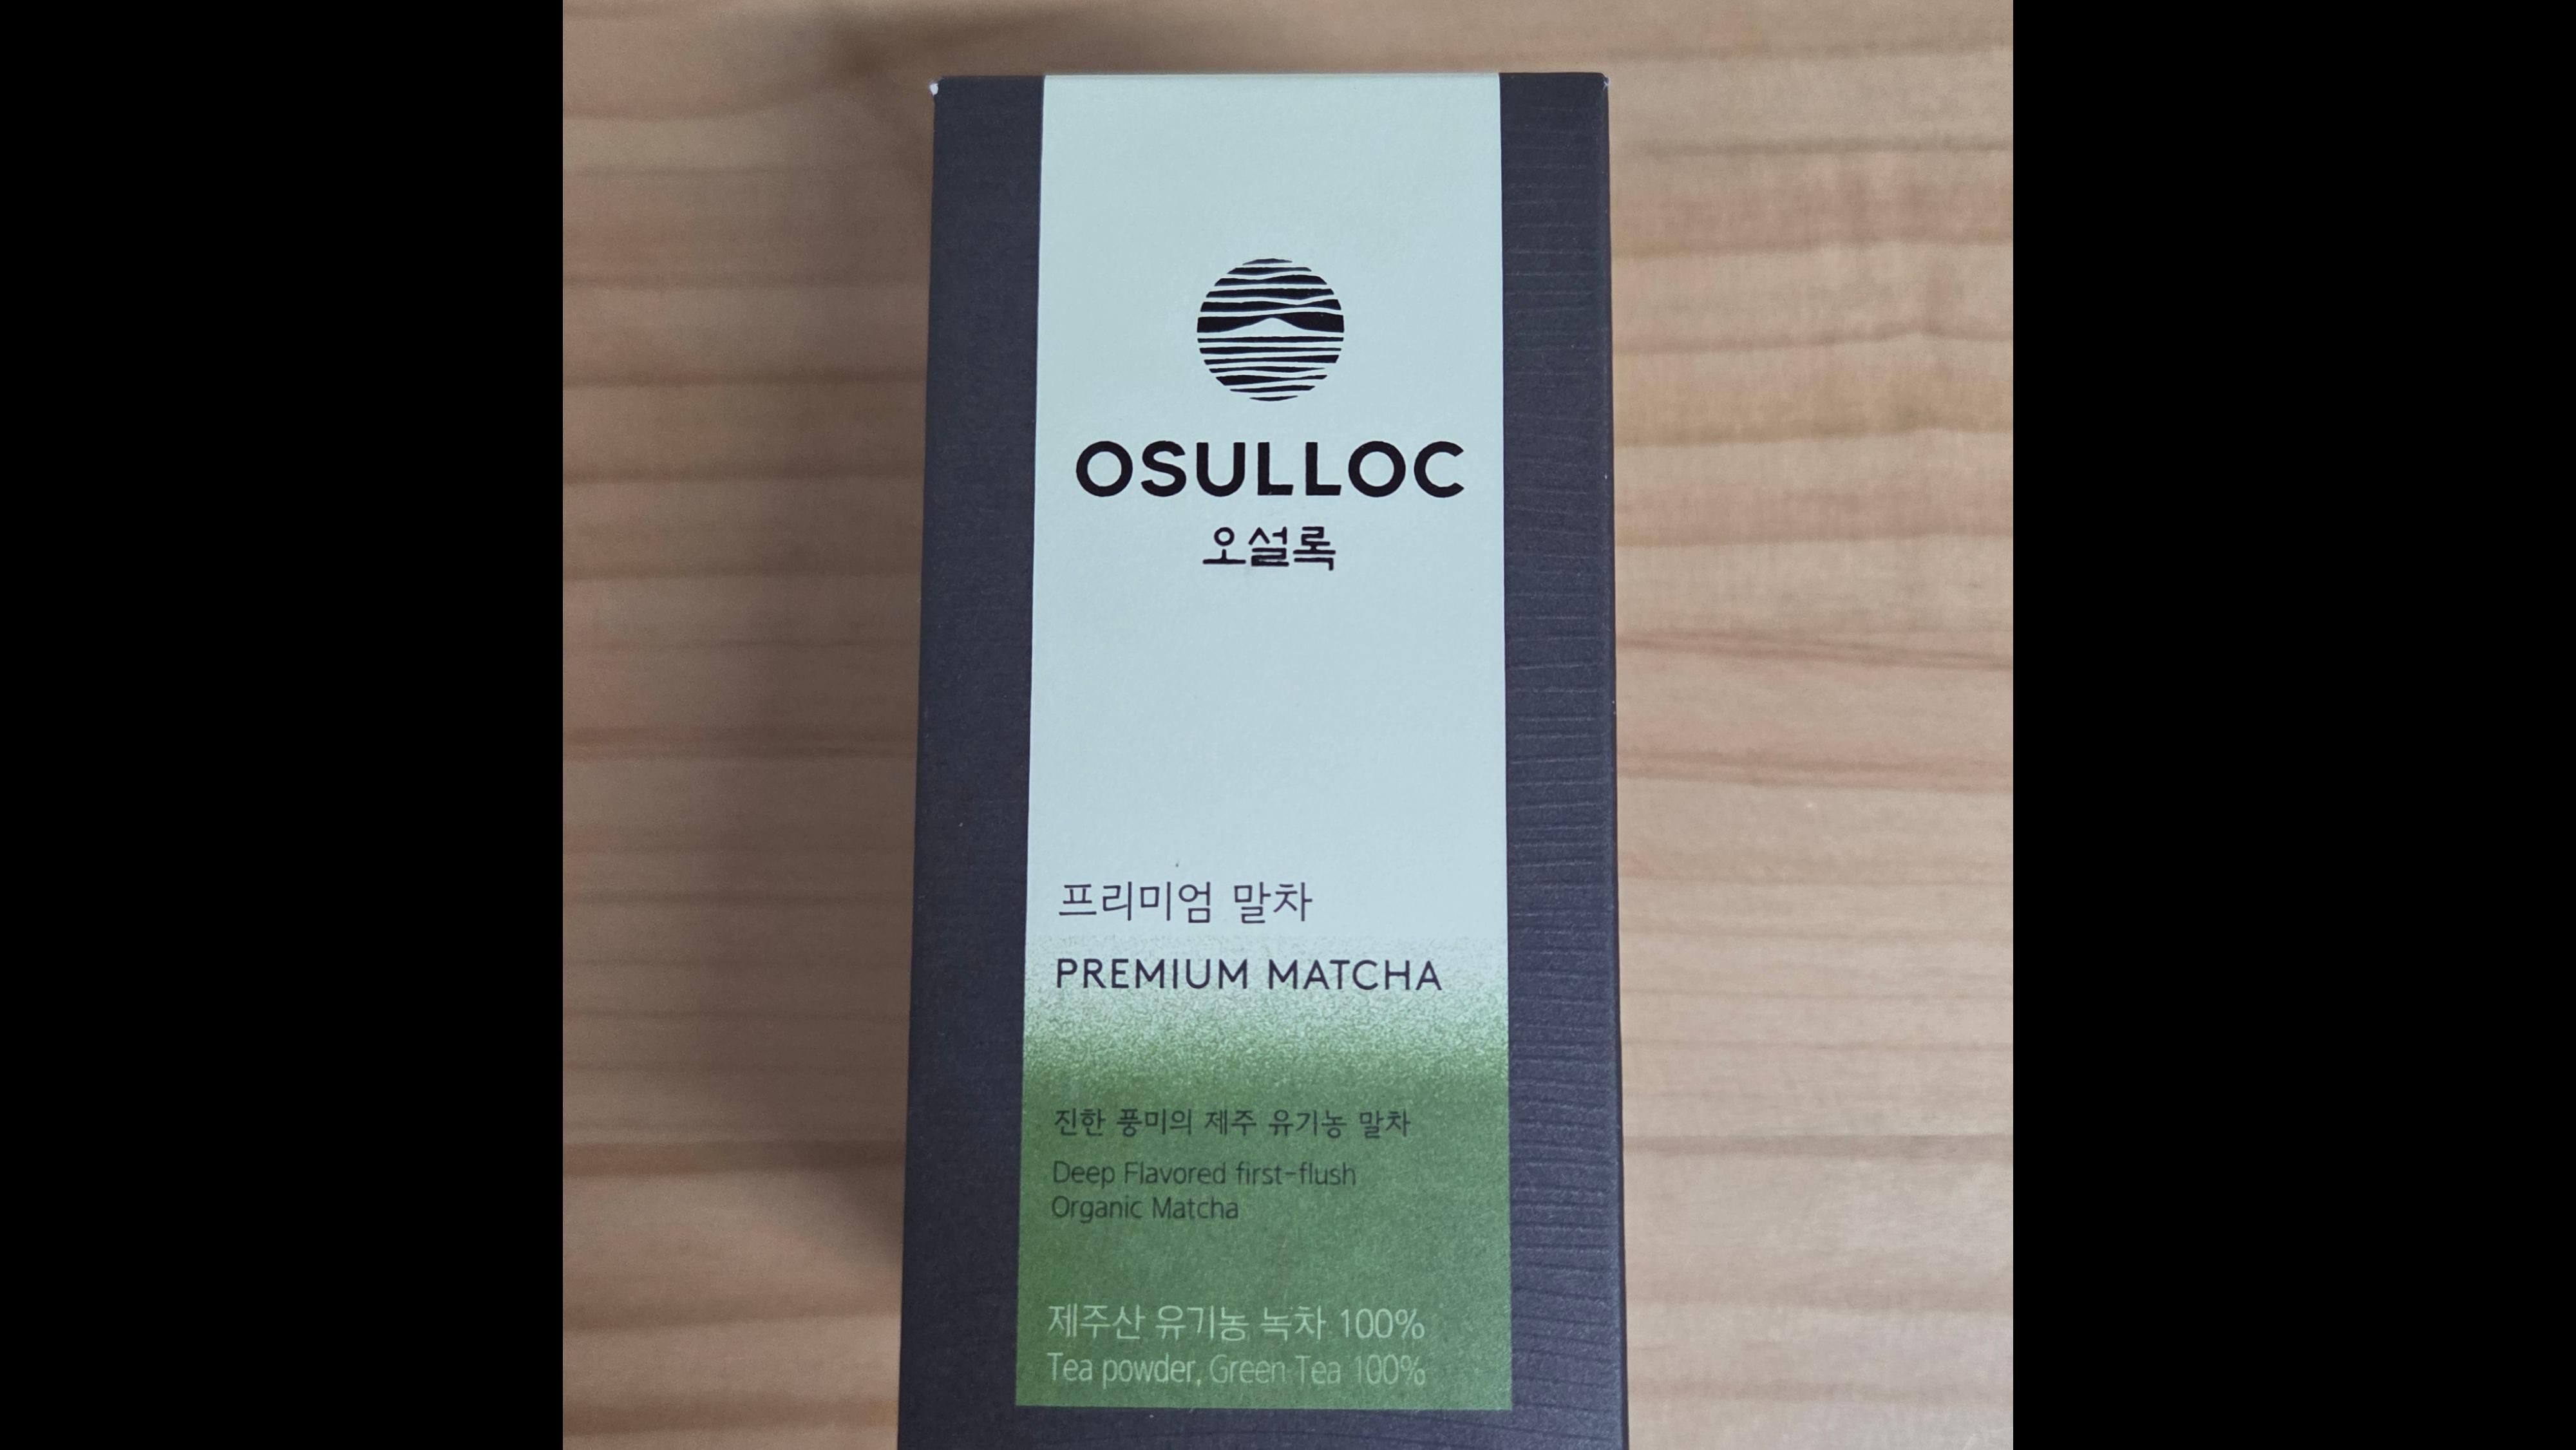 OSULLOC
오설록
프리미엄 말차
PREMIUM MATCHA
진한 풍미의 제주 유기농 말차
Deep Flavored first-flush
Organic Matcha
제주산 유기농 녹차 100%
Tea powder, Green Tea 100%